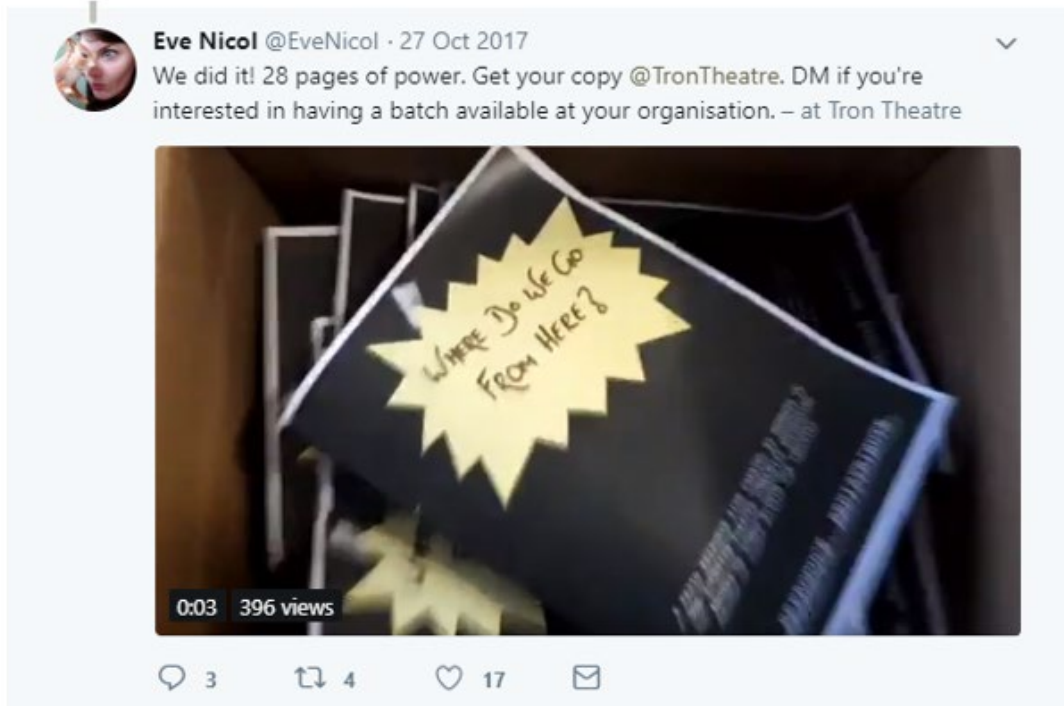 Eve Nicol @EveNicol · 27 Oct 2017
We did it! 28 pages of power. Get your copy @TronTheatre. DM if you're
interested in having a batch available at your organisation. – at Tron Theatre
WHERE DO WE GO
FROM HERE?
0:03 396 views
3 4 17